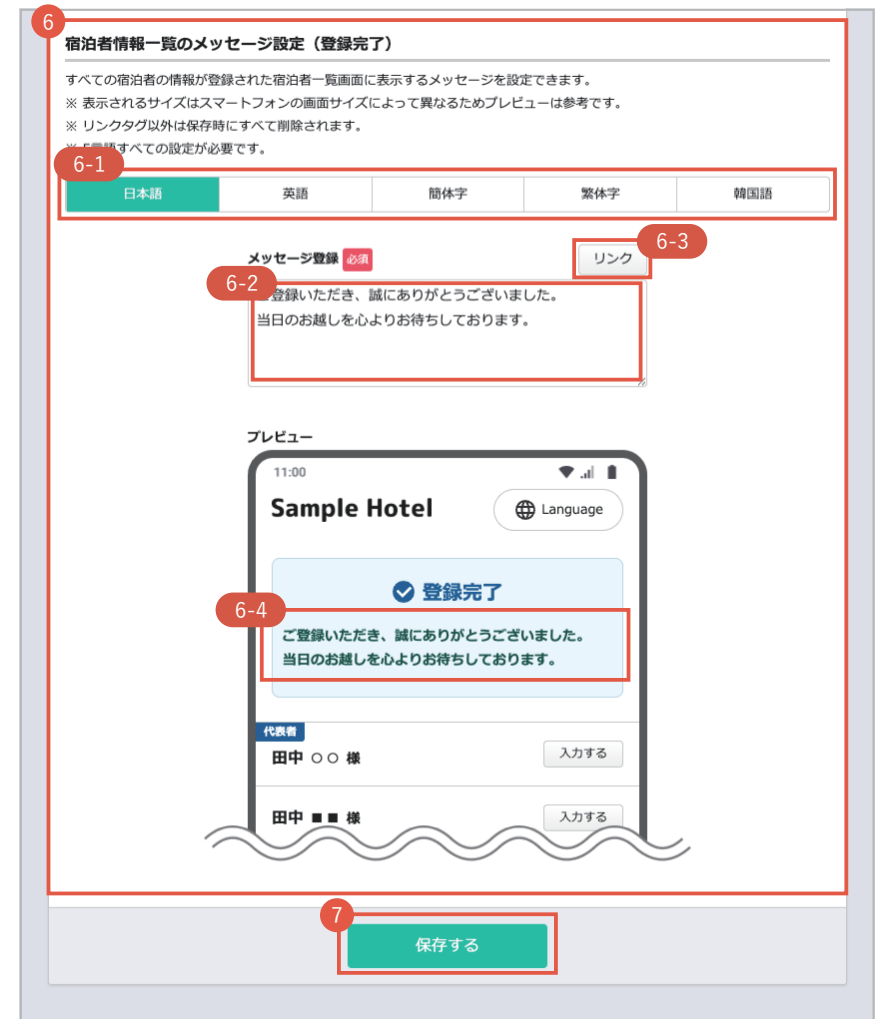 6
宿泊者情報一覧のメッセージ設定（登録完了）
すべての宿泊者の情報が登録された宿泊者一覧画面に表示するメッセージを設定できます。
※ 表示されるサイズはスマートフォンの画面サイズによって異なるためプレビューは参考です。
※ リンクタグ以外は保存時にすべて削除されます。
すべての設定が必要です。
6-1
日本語 英語 簡体字 繁体字 韓国語
6-3
メッセージ登録 必須 リンク
6-2
登録いただき、誠にありがとうございました。
当日のお越しを心よりお待ちしております。
プレビュー
11:00
Sample Hotel Language
登録完了
6-4
ご登録いただき、誠にありがとうございました。
当日のお越しを心よりお待ちしております。
代表者
田中 ○○ 様 入力する
田中 ■■ 様 入力する
7
保存する